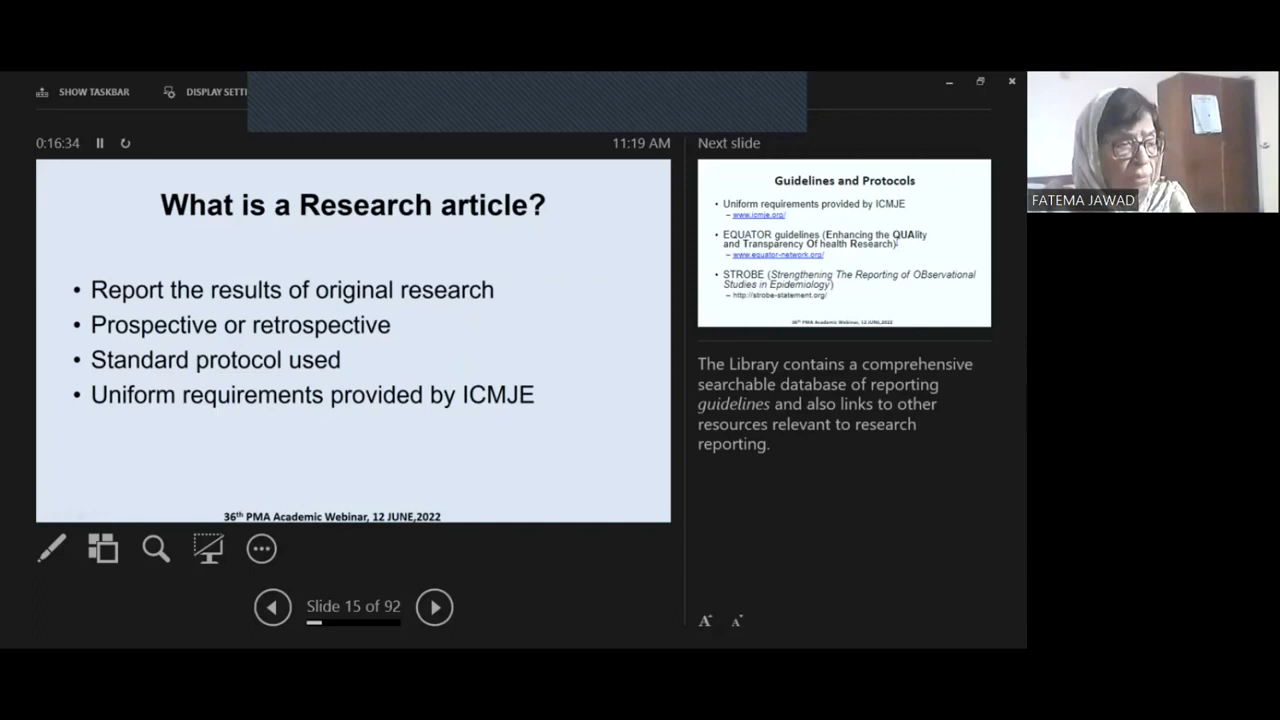 SHOW TASKBAR
DISPLAY SETTI
0:16:34
11:19 AM
What is a Research article?
• Report the results of original research
• Prospective or retrospective
• Standard protocol used
• Uniform requirements provided by ICMJE
36th PMA Academic Webinar, 12 JUNE,2022
Slide 15 of 92
Next slide
Guidelines and Protocols
• Uniform requirements provided by ICMJE
– www.icmje.org/
• EQUATOR guidelines (Enhancing the QUAlity
and Transparency Of health Research)
– www.equator-network.org/
• STROBE (Strengthening The Reporting of OBservational
Studies in Epidemiology)
– http://strobe-statement.org/
36th PMA Academic Webinar, 12 JUNE,2022
The Library contains a comprehensive
searchable database of reporting
guidelines and also links to other
resources relevant to research
reporting.
A A
FATEMA JAWAD